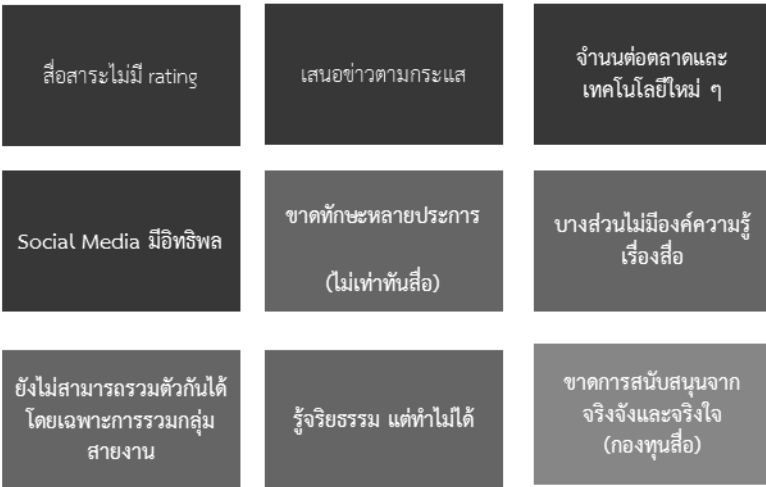 สื่อสาระไม่มี rating
เสนอข่าวตามกระแส
จำนนต่อตลาดและ
เทคโนโลยีใหม่ ๆ
Social Media มีอิทธิพล
ขาดทักษะหลายประการ
(ไม่เท่าทันสื่อ)
บางส่วนไม่มีองค์ความรู้
เรื่องสื่อ
ยังไม่สามารถรวมตัวกันได้
โดยเฉพาะการรวมกลุ่ม
สายงาน
รู้จริยธรรม แต่ทำไม่ได้
ขาดการสนับสนุนจาก
จริงจังและจริงใจ
(กองทุนสื่อ)